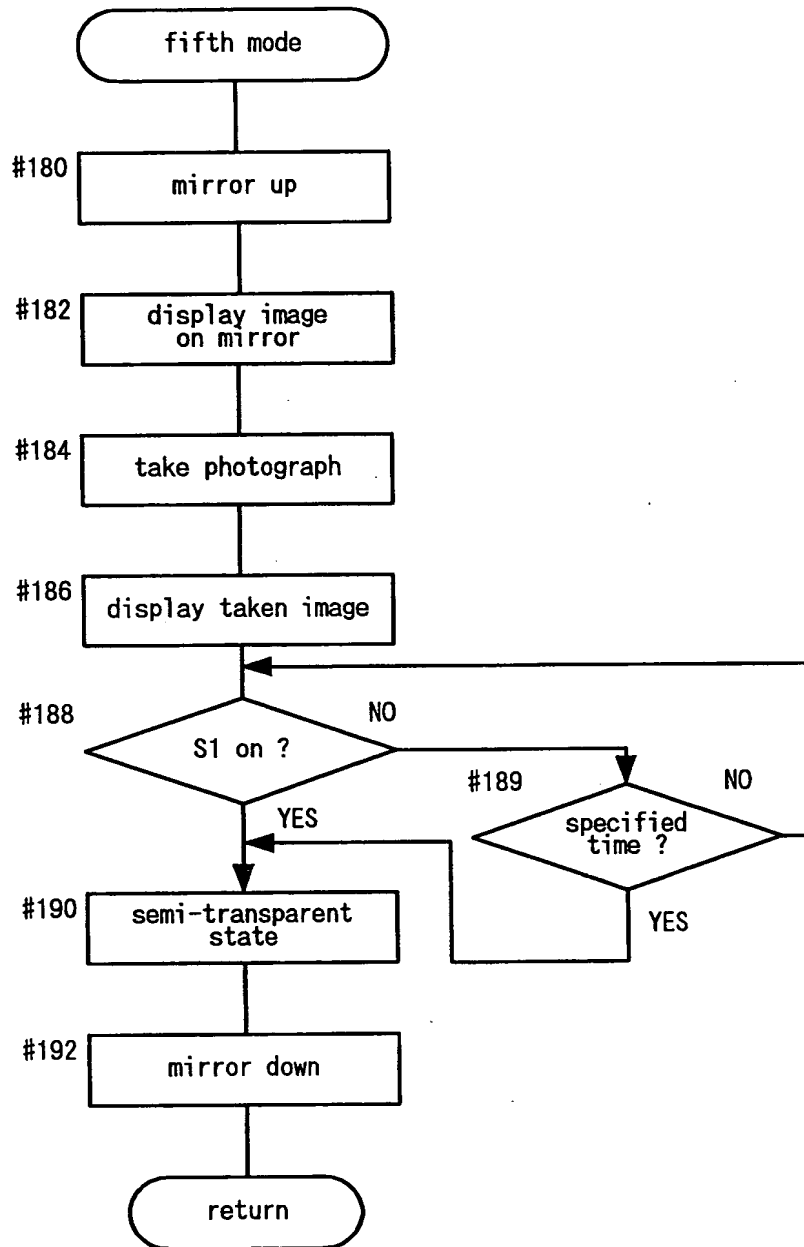 fifth mode
#180
mirror up
#182
display image
on mirror
#184
take photograph
#186
display taken image
#188
S1 on ?
NO
#189
specified
time ?
NO
YES
YES
#190
semi-transparent
state
#192
mirror down
return